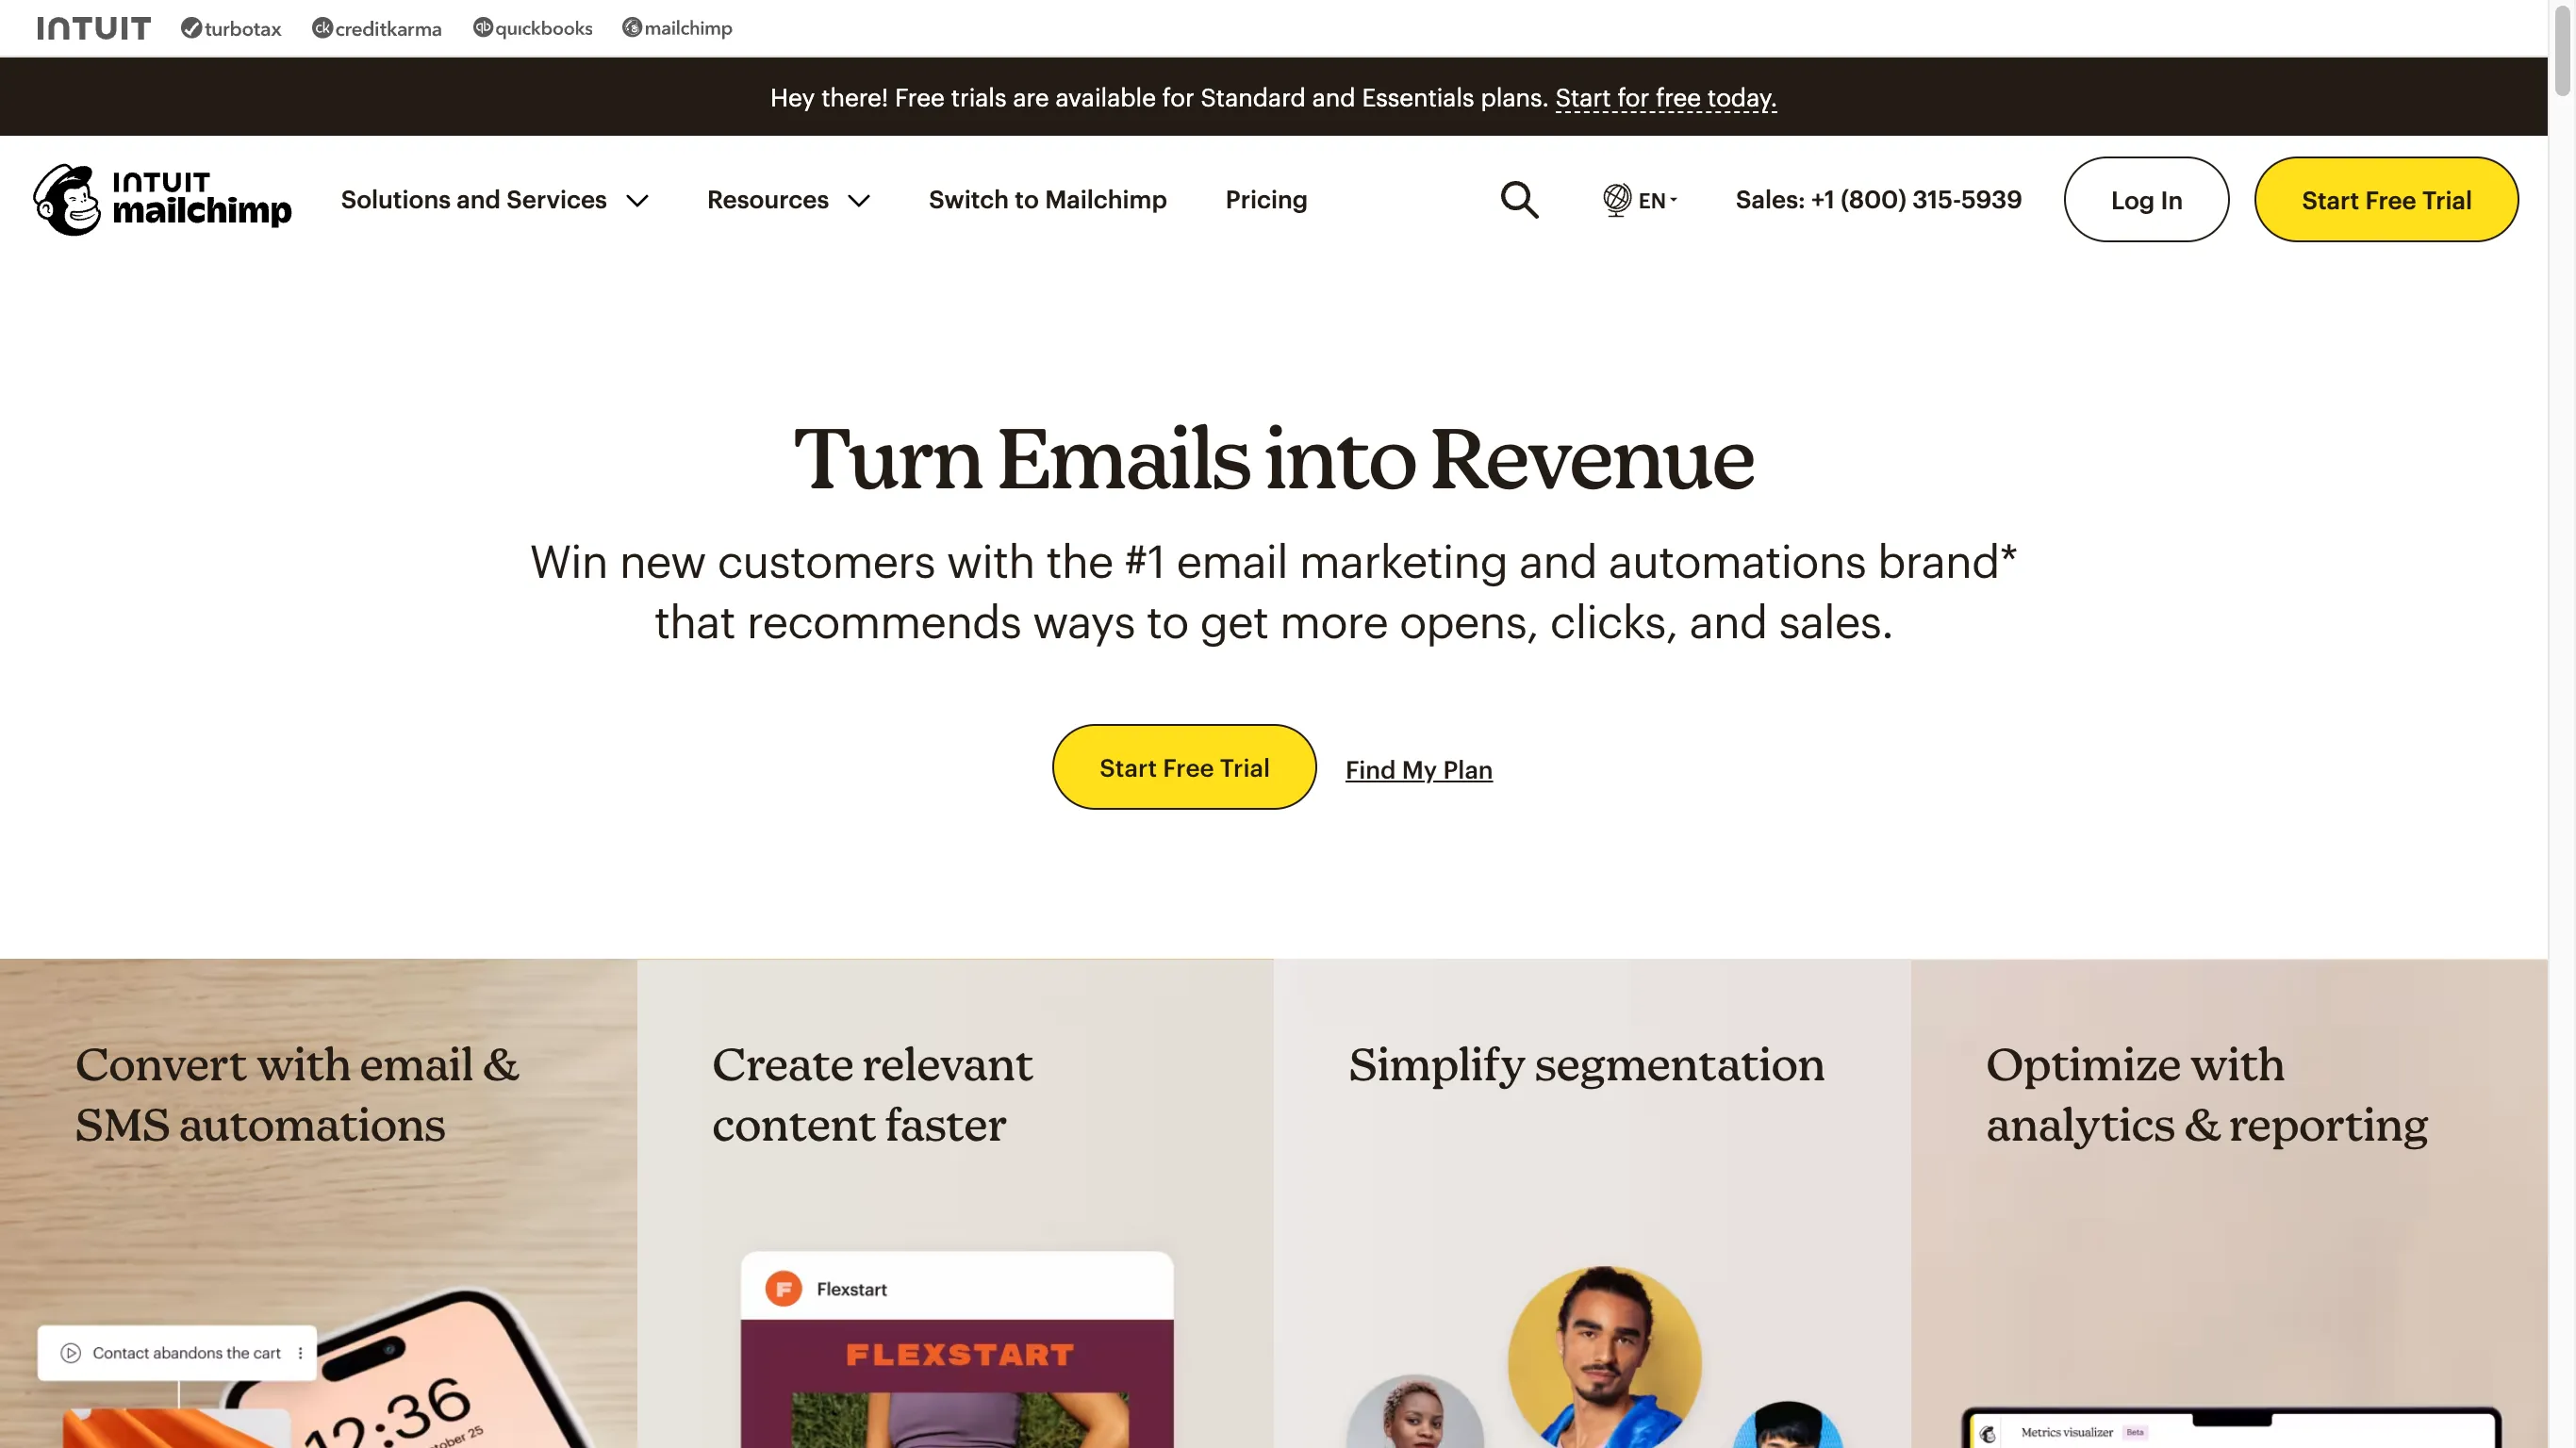 INTUIT turbotax ck creditkarma qb quickbooks mailchimp
Hey there! Free trials are available for Standard and Essentials plans. Start for free today.
INTUIT
mailchimp
Solutions and Services Resources Switch to Mailchimp Pricing EN Sales: +1 (800) 315-5939 Log In Start Free Trial
Turn Emails into Revenue
Win new customers with the #1 email marketing and automations brand*
that recommends ways to get more opens, clicks, and sales.
Start Free Trial Find My Plan
Convert with email &
SMS automations
Contact abandons the cart
12:36
tober 25
Create relevant
content faster
F Flexstart
FLEXSTART
Simplify segmentation
Optimize with
analytics & reporting
Metrics visualizer Beta